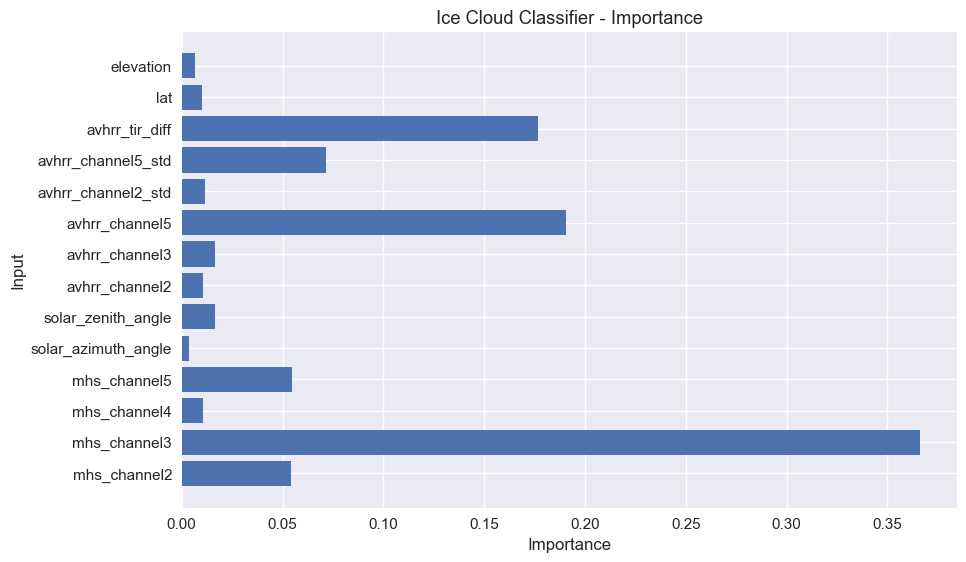 Ice Cloud Classifier - Importance
Input
elevation
lat
avhrr_tir_diff
avhrr_channel5_std
avhrr_channel2_std
avhrr_channel5
avhrr_channel3
avhrr_channel2
solar_zenith_angle
solar_azimuth_angle
mhs_channel5
mhs_channel4
mhs_channel3
mhs_channel2
0.00 0.05 0.10 0.15 0.20 0.25 0.30 0.35
Importance